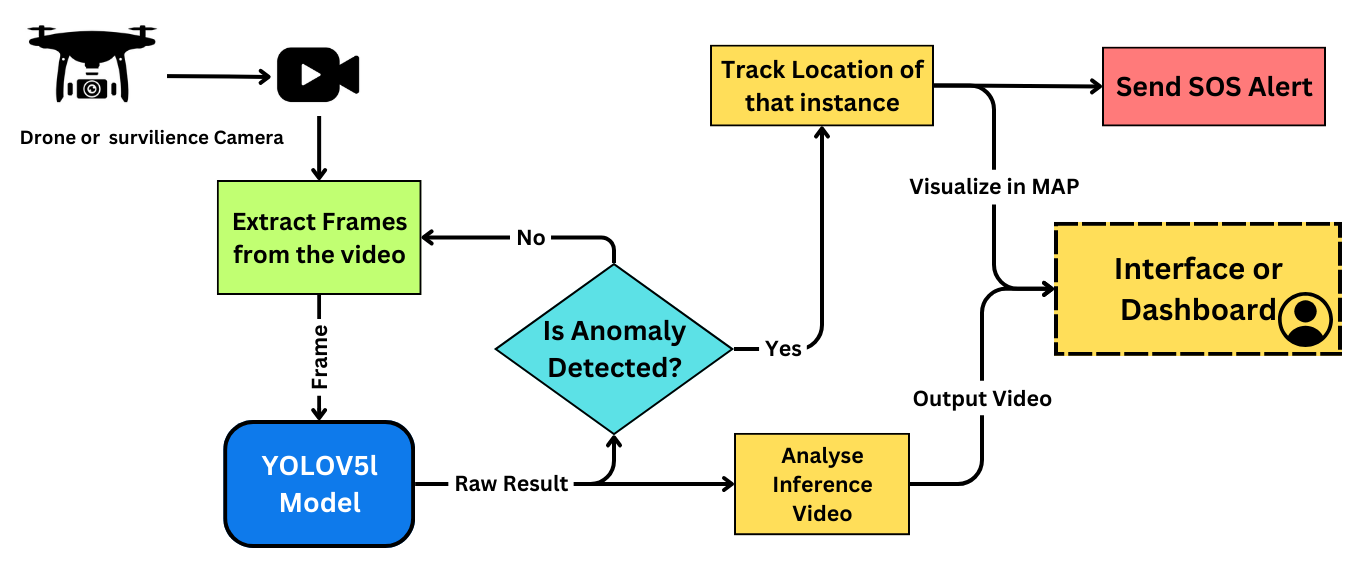 Drone or  survilience Camera
Extract Frames
from the video
Frame
YOLOV5l
Model
Raw Result
Is Anomaly
Detected?
No
Yes
Track Location of
that instance
Send SOS Alert
Visualize in MAP
Interface or
Dashboard
Output Video
Analyse
Inference
Video